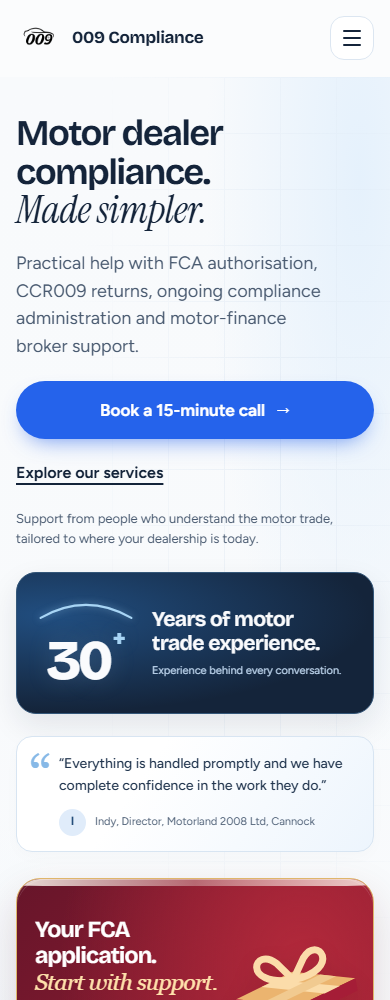 009 009 Compliance
Motor dealer
compliance.
Made simpler.
Practical help with FCA authorisation,
CCR009 returns, ongoing compliance
administration and motor-finance
broker support.
Book a 15-minute call →
Explore our services
Support from people who understand the motor trade,
tailored to where your dealership is today.
30+
Years of motor
trade experience.
Experience behind every conversation.
“Everything is handled promptly and we have
complete confidence in the work they do.”
I Indy, Director, Motorland 2008 Ltd, Cannock
Your FCA
application.
Start with support.